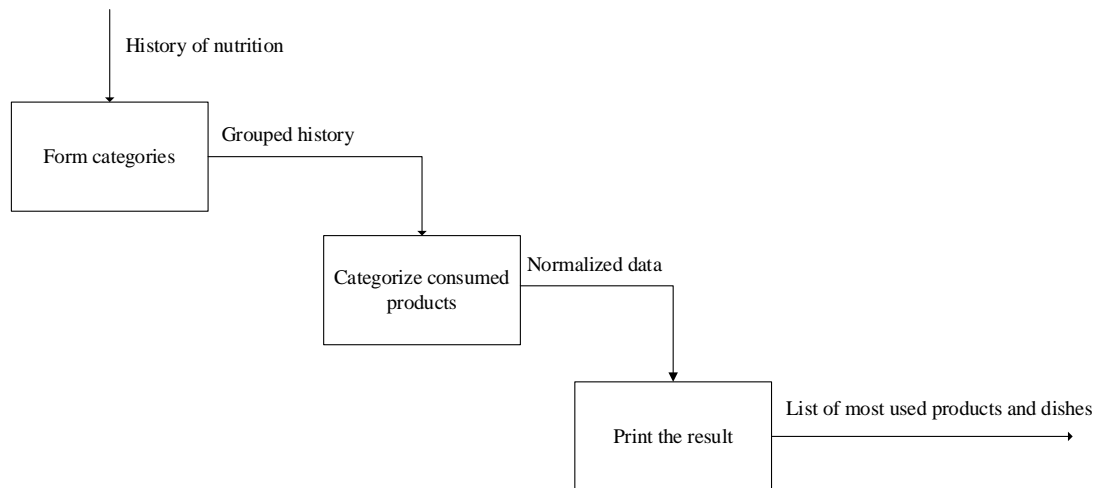 History of nutrition
Form categories
Grouped history
Categorize consumed
products
Normalized data
Print the result
List of most used products and dishes